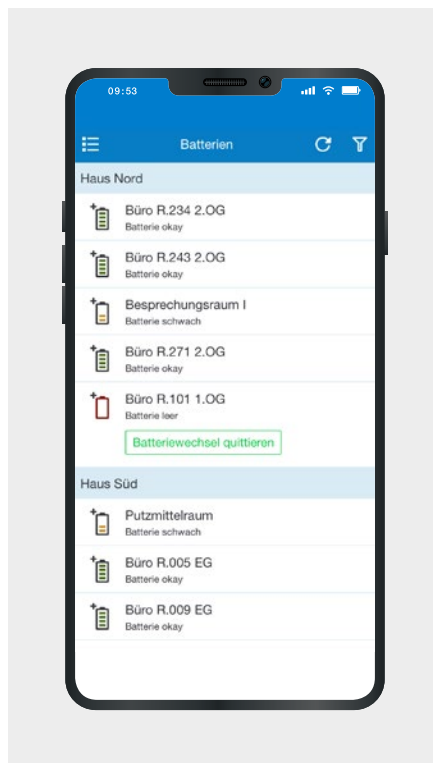 09:53
Batterien
Haus Nord
Büro R.234 2.OG
Batterie okay
Büro R.243 2.OG
Batterie okay
Besprechungsraum I
Batterie schwach
Büro R.271 2.OG
Batterie okay
Büro R.101 1.OG
Batterie leer
Batteriewechsel quittieren
Haus Süd
Putzmittelraum
Batterie schwach
Büro R.005 EG
Batterie okay
Büro R.009 EG
Batterie okay